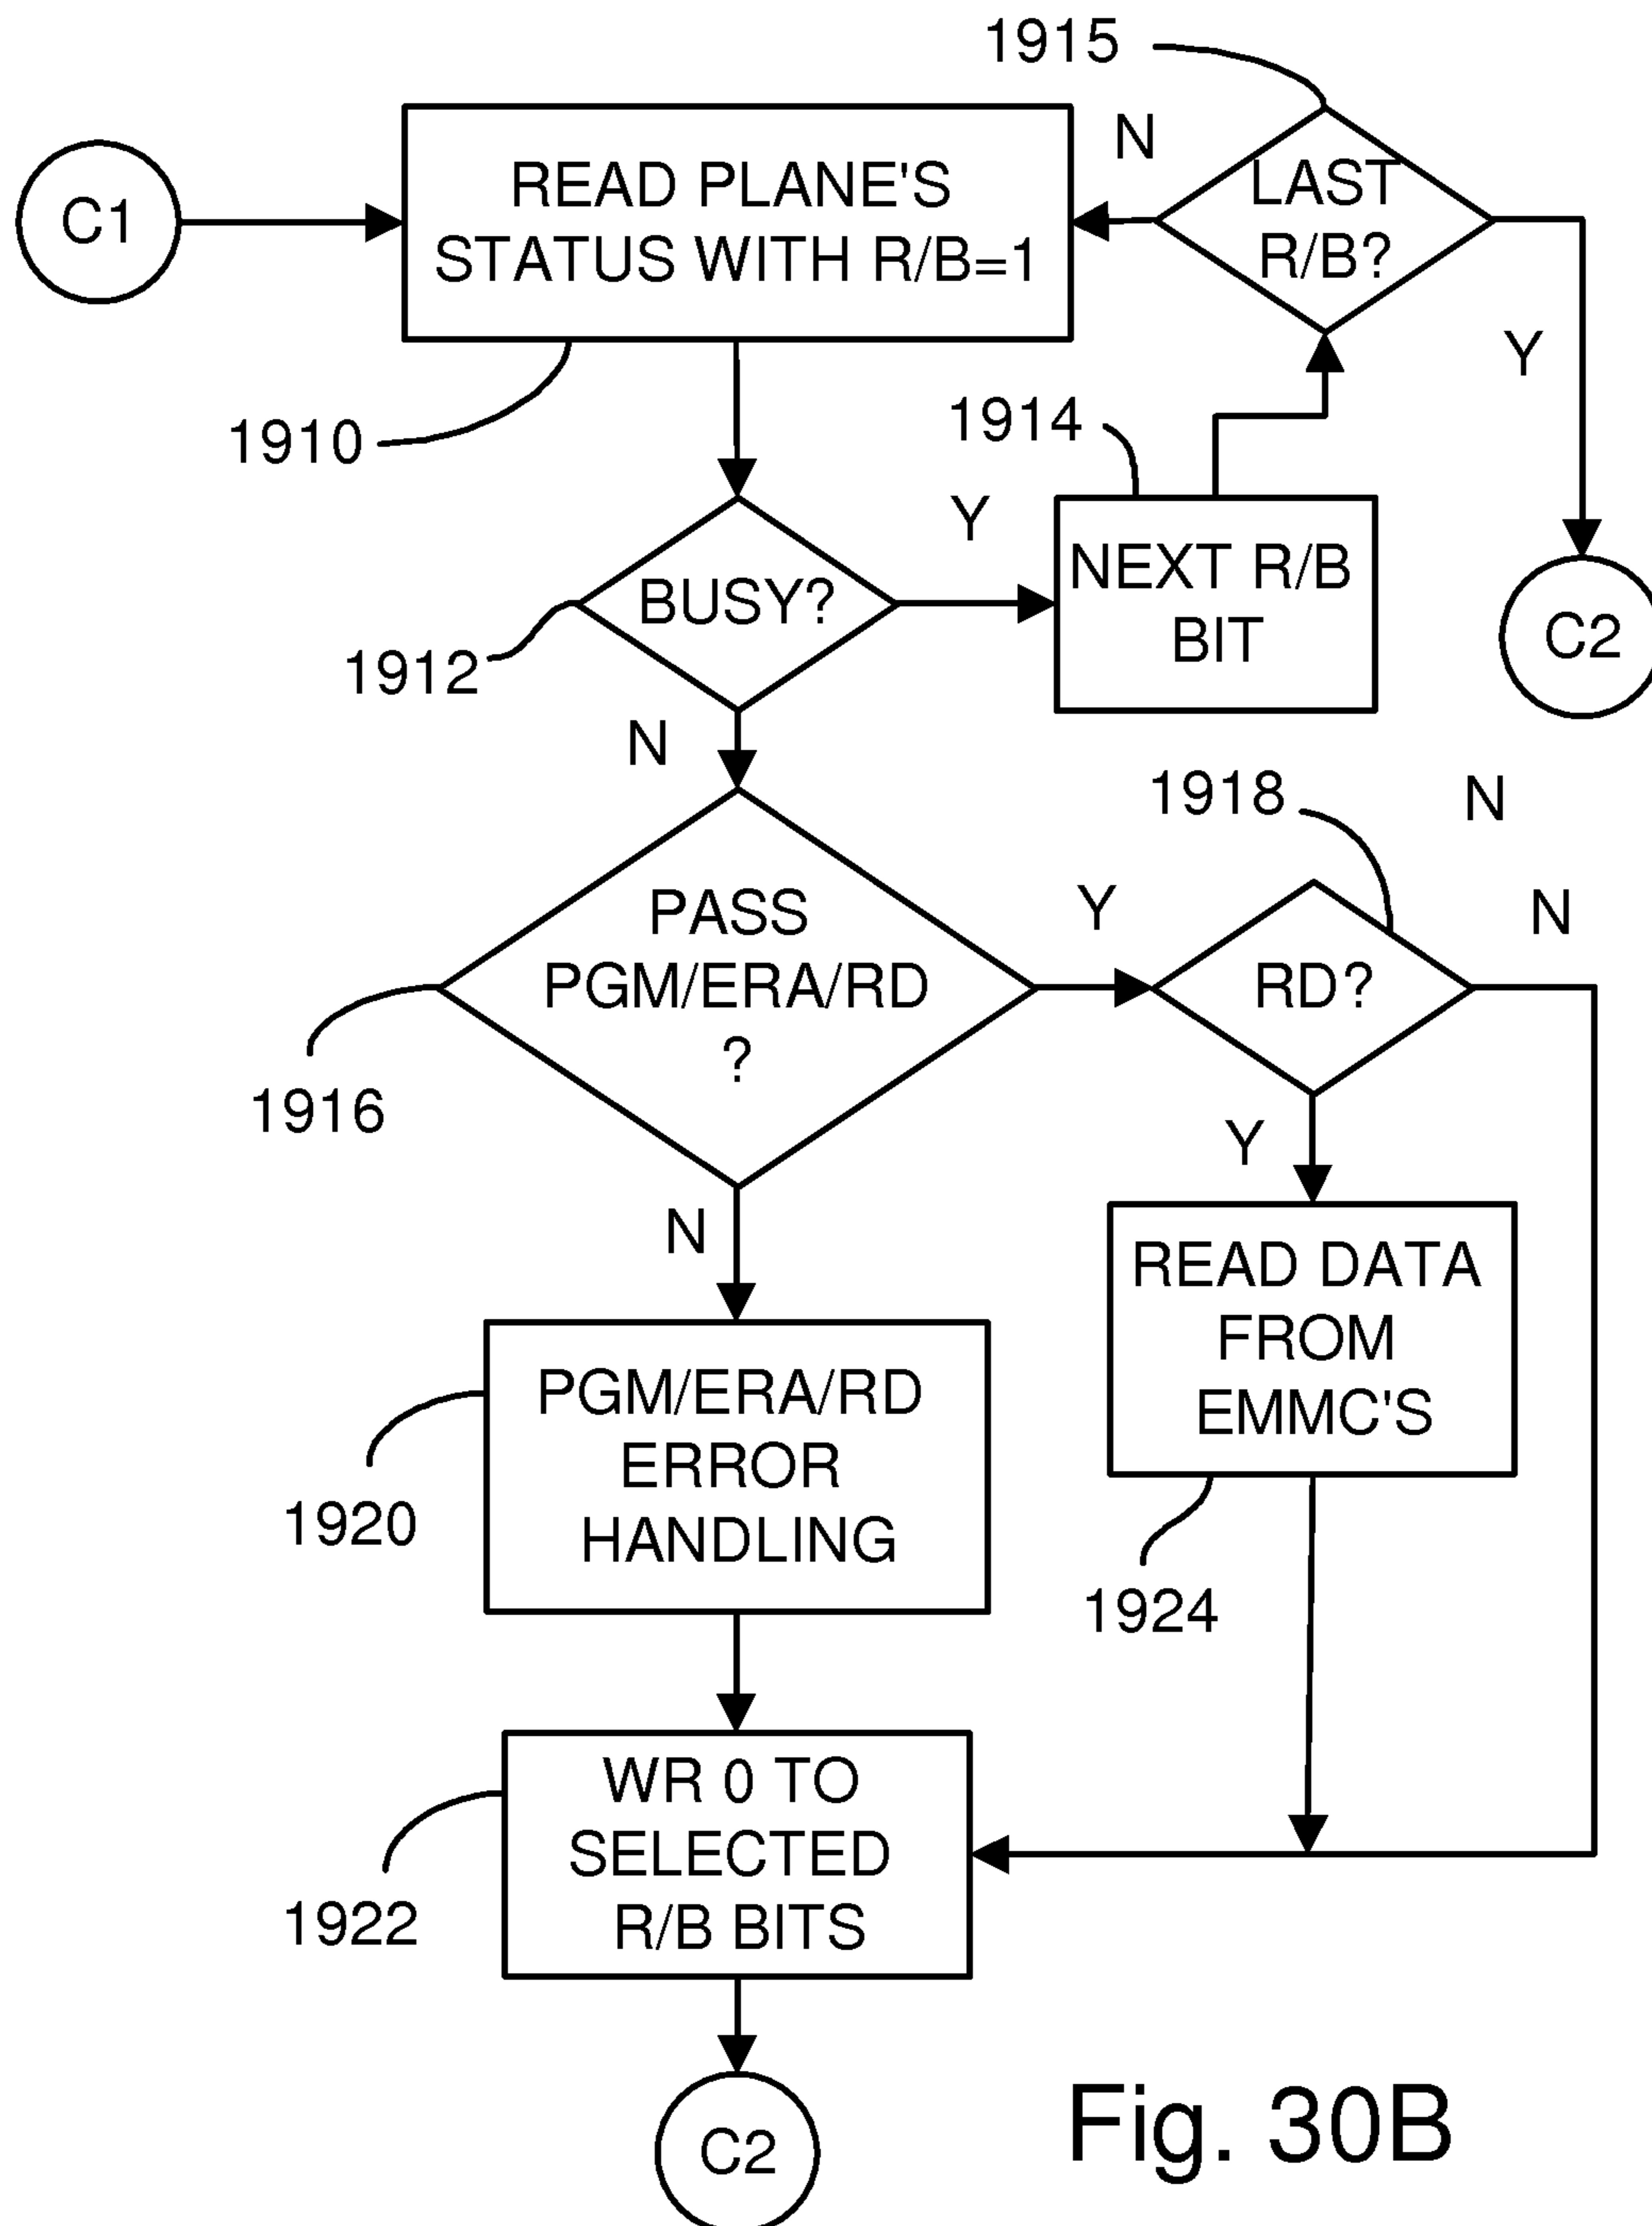 1915
N
C1
READ PLANE'S
STATUS WITH R/B=1
LAST
R/B?
Y
1910
1914
Y
BUSY?
NEXT R/B
BIT
C2
1912
N
1918
N
PASS
PGM/ERA/RD
?
Y
RD?
N
1916
Y
N
READ DATA
FROM
EMMC'S
PGM/ERA/RD
ERROR
HANDLING
1920
1924
WR 0 TO
SELECTED
R/B BITS
1922
C2
Fig. 30B